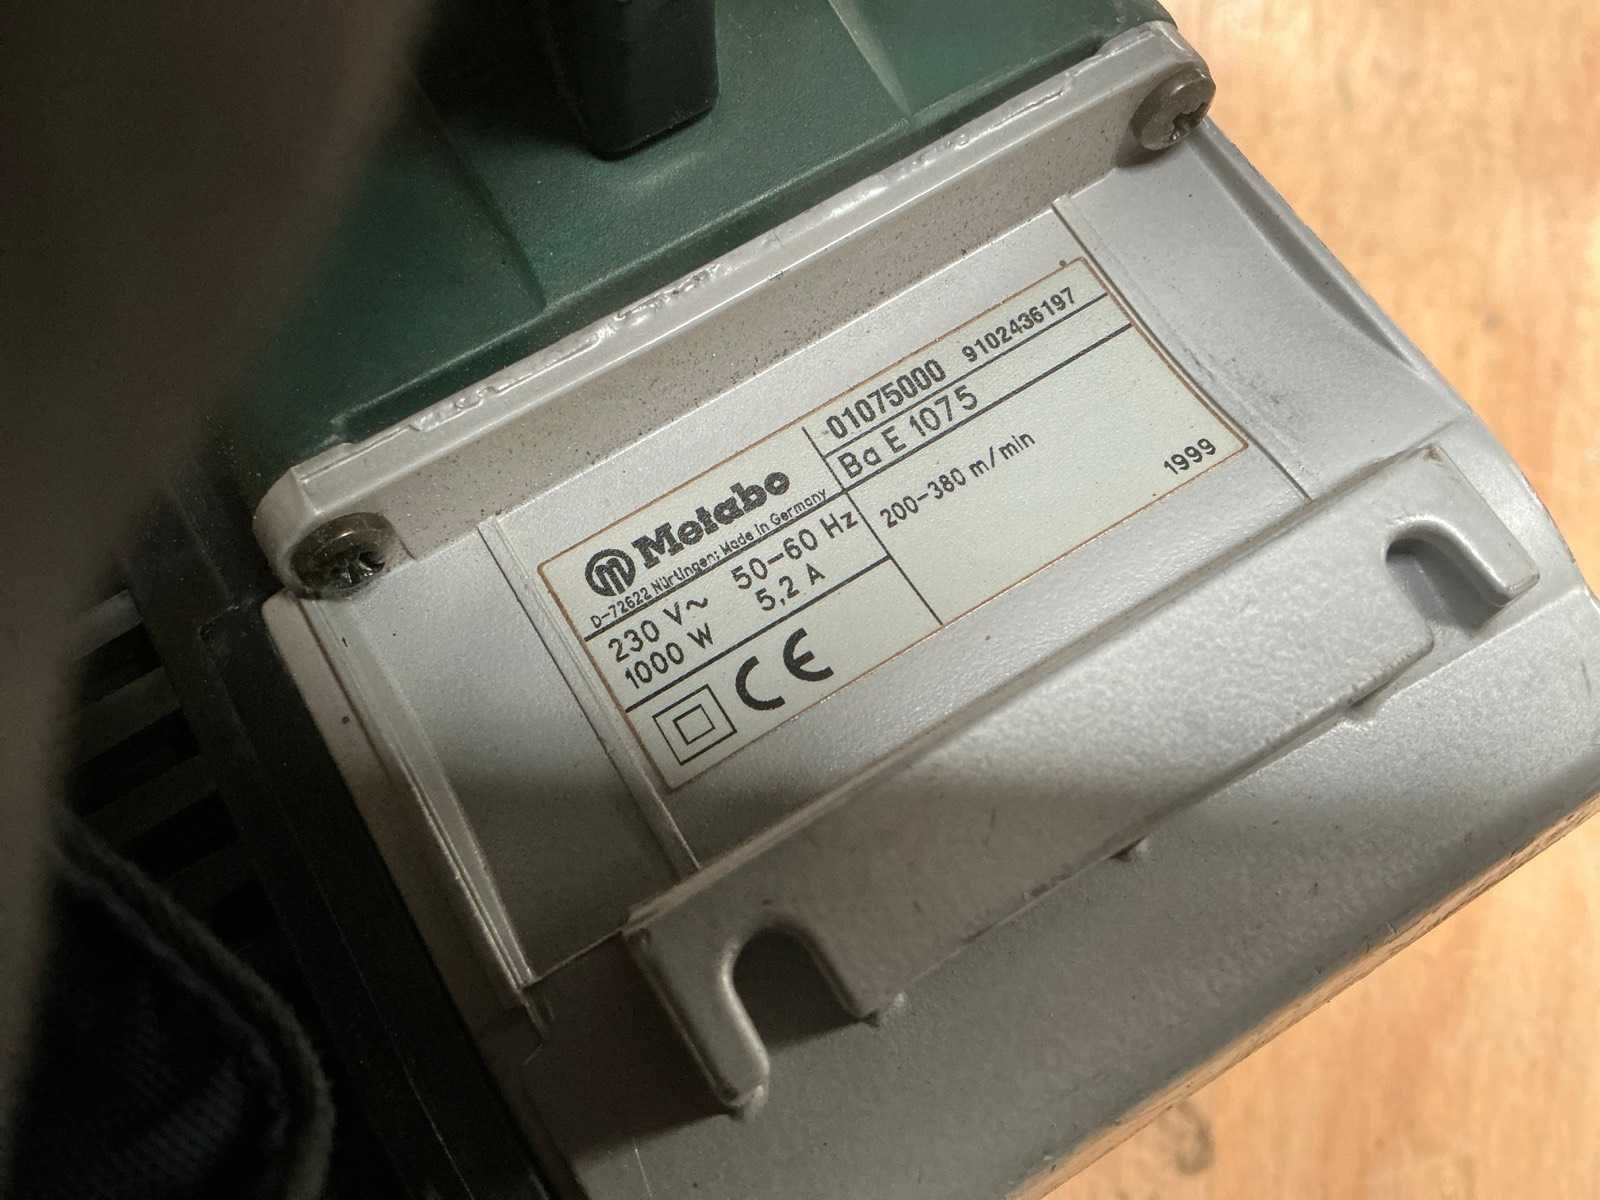 Metabo
D-72622 Nürtingen; Made in Germany
230 V~ 50-60 Hz
1000 W 5,2 A
CE
01075000 9102436197
Ba E 1075
200-380 m/min
1999